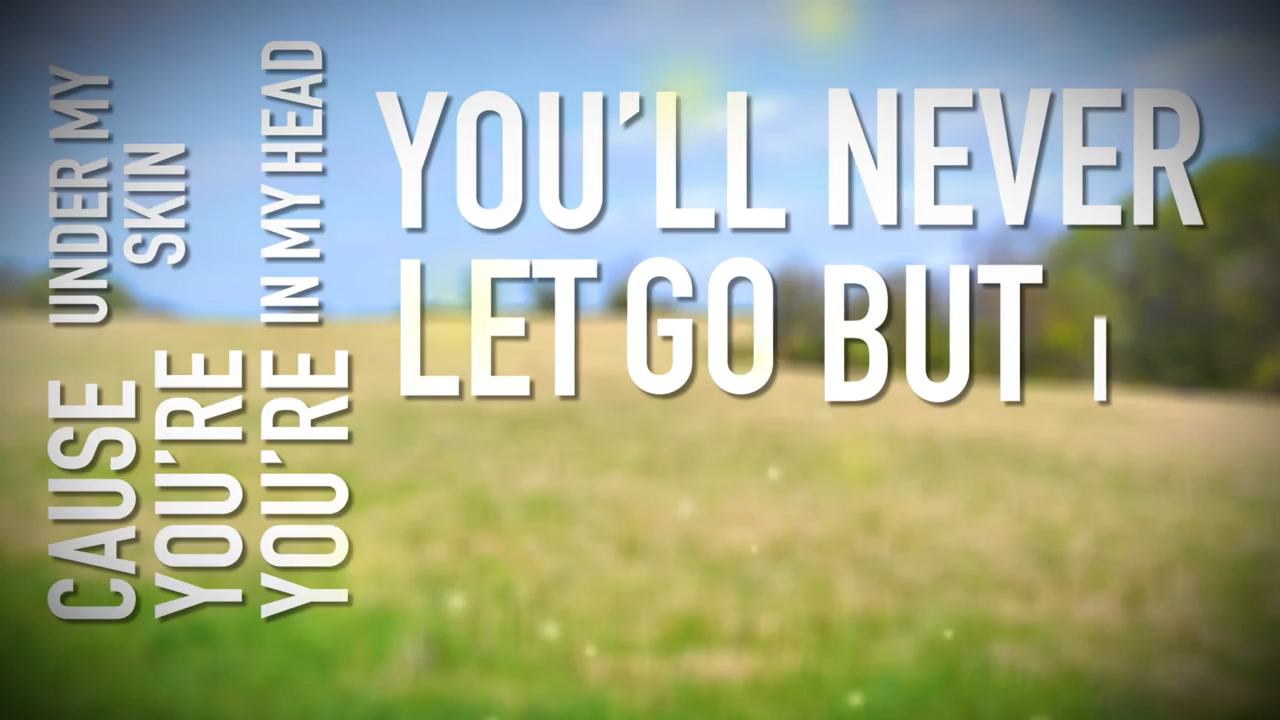 CAUSE
YOU'RE
UNDER MY
SKIN
YOU'RE IN MY HEAD
YOU'LL NEVER
LET GO BUT I